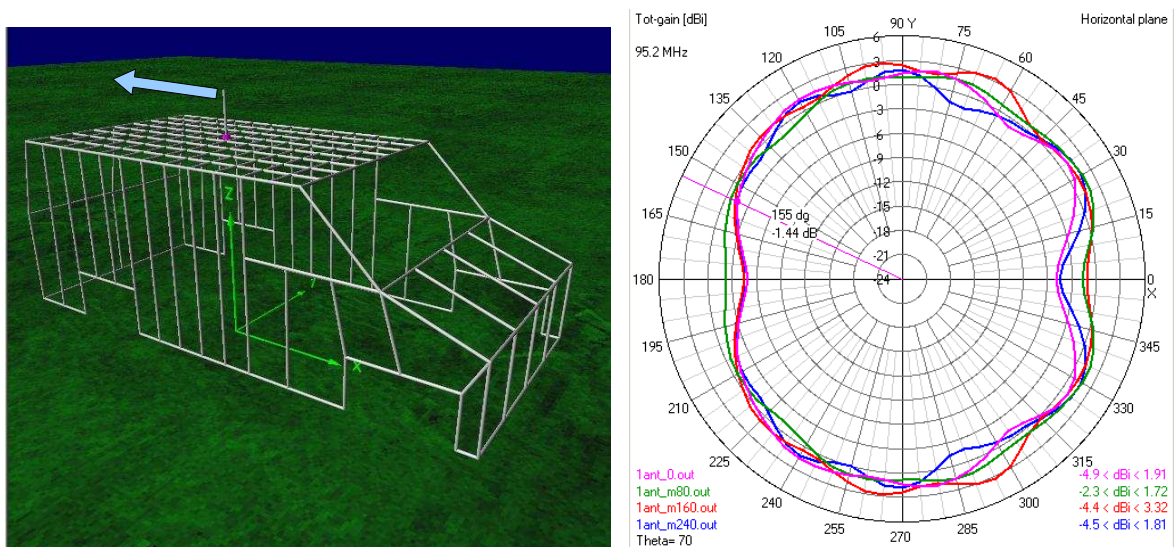 Z
Y
X
Tot-gain [dBi]
Horizontal plane
95.2 MHz
90 Y
105
75
120
60
135
45
150
30
165
15
180
0
X
195
345
210
330
225
315
240
300
255
285
270
6
3
0
-3
-6
-9
-12
-15
-18
-21
-24
155 dg
-1.44 dB
1ant_0.out
-4.9 < dBi < 1.91
1ant_m80.out
-2.3 < dBi < 1.72
1ant_m160.out
-4.4 < dBi < 3.32
1ant_m240.out
-4.5 < dBi < 1.81
Theta= 70